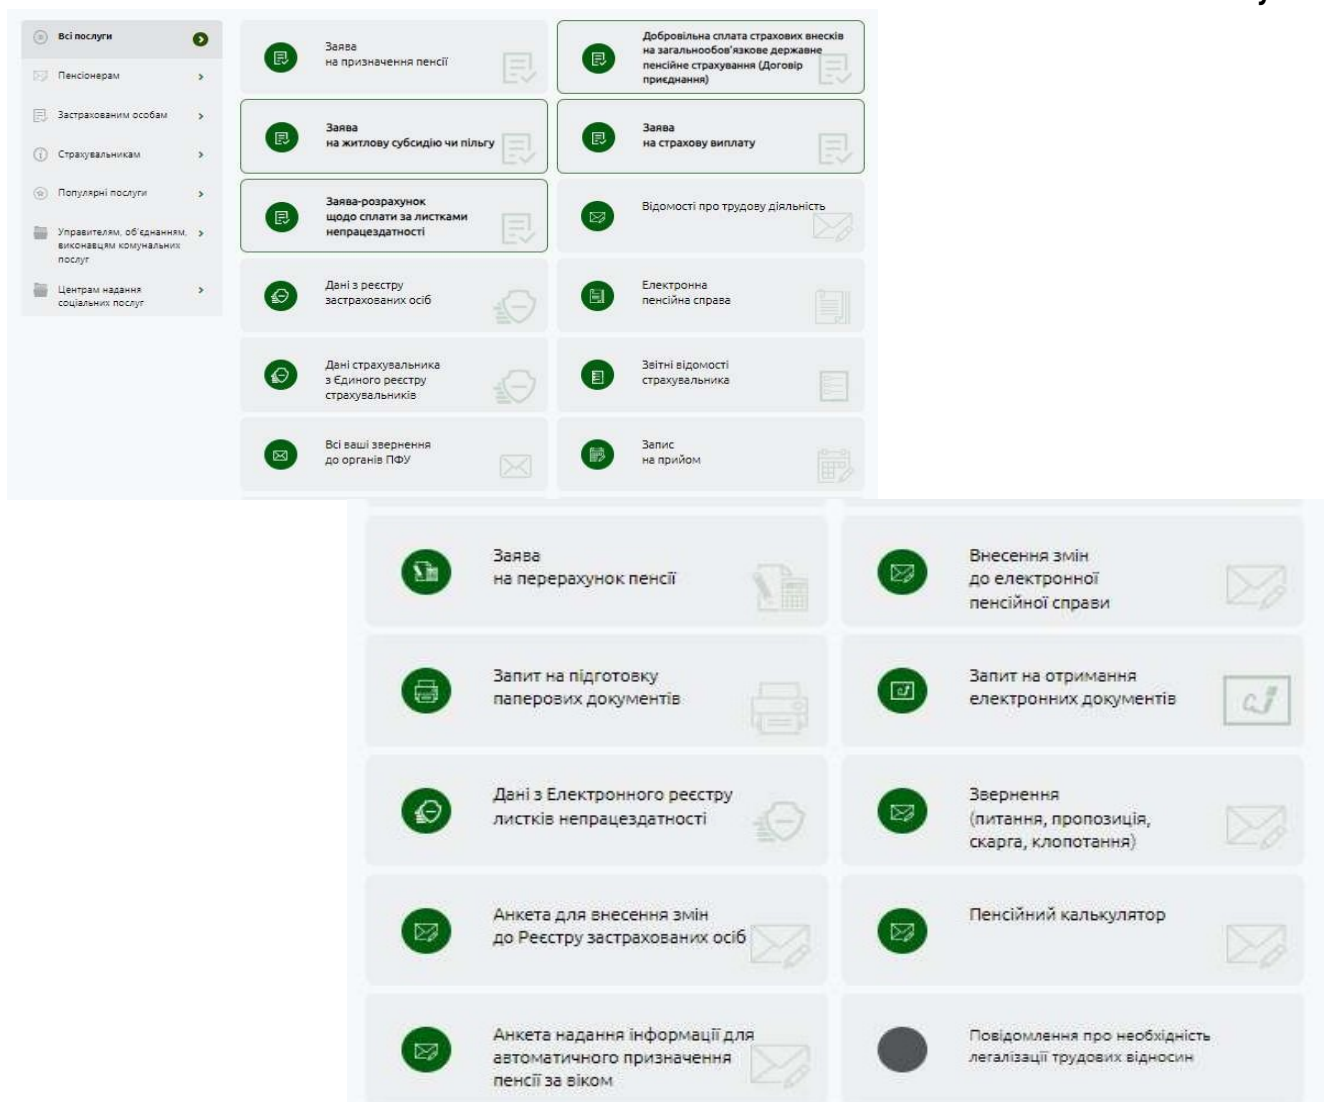 Всі послуги
Пенсіонерам
Застрахованим особам
Страхувальникам
Популярні послуги
Управителям, об'єднанням,
виконавцям комунальних
послуг
Центрам надання
соціальних послуг
Заява
на призначення пенсії
Добровільна сплата страхових внесків
на загальнообов'язкове державне
пенсійне страхування (Договір
приєднання)
Заява
на житлову субсидію чи пільгу
Заява
на страхову виплату
Заява-розрахунок
щодо сплати за листками
непрацездатності
Відомості про трудову діяльність
Дані з реєстру
застрахованих осіб
Електронна
пенсійна справа
Дані страхувальника
з Єдиного реєстру
страхувальників
Звітні відомості
страхувальника
Всі ваші звернення
до органів ПФУ
Запис
на прийом
Заява
на перерахунок пенсії
Внесення змін
до електронної
пенсійної справи
Запит на підготовку
паперових документів
Запит на отримання
електронних документів
Дані з Електронного реєстру
листків непрацездатності
Звернення
(питання, пропозиція,
скарга, клопотання)
Анкета для внесення змін
до Реєстру застрахованих осіб
Пенсійний калькулятор
Анкета надання інформації для
автоматичного призначення
пенсії за віком
Повідомлення про необхідність
легалізації трудових відносин